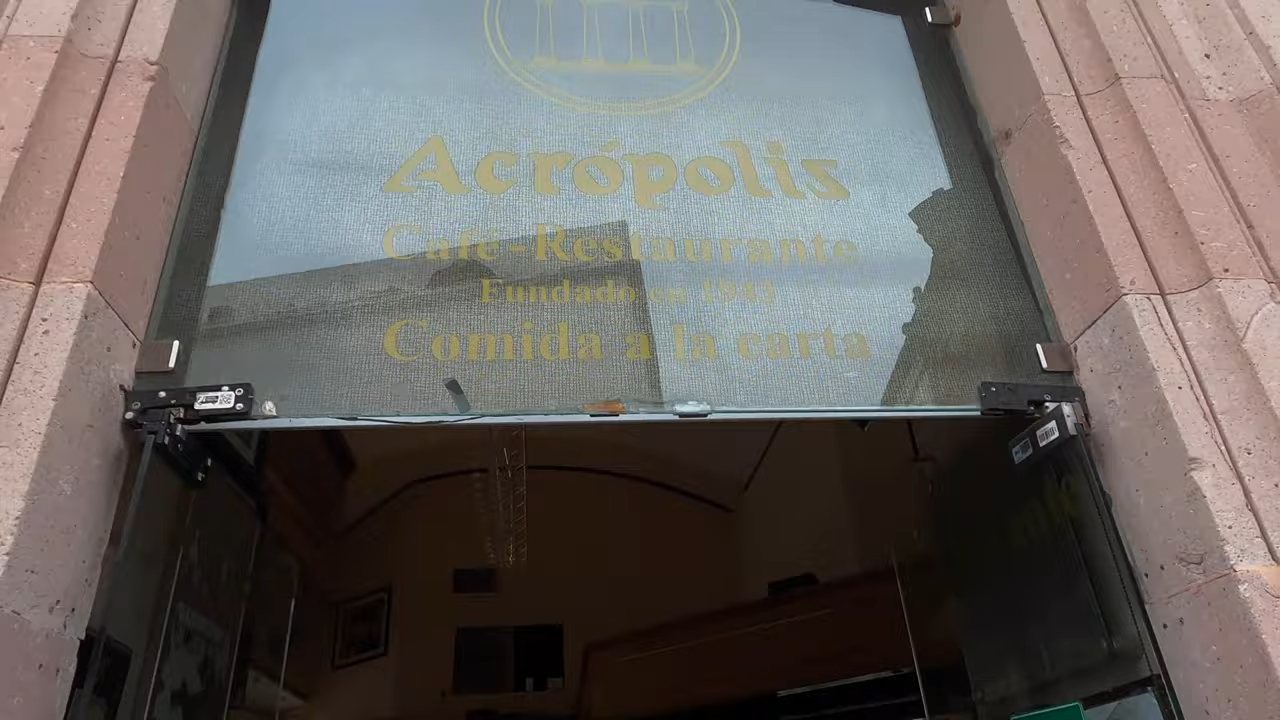 Acrópolis
Café-Restaurante
Fundado en 1943
Comida a la carta